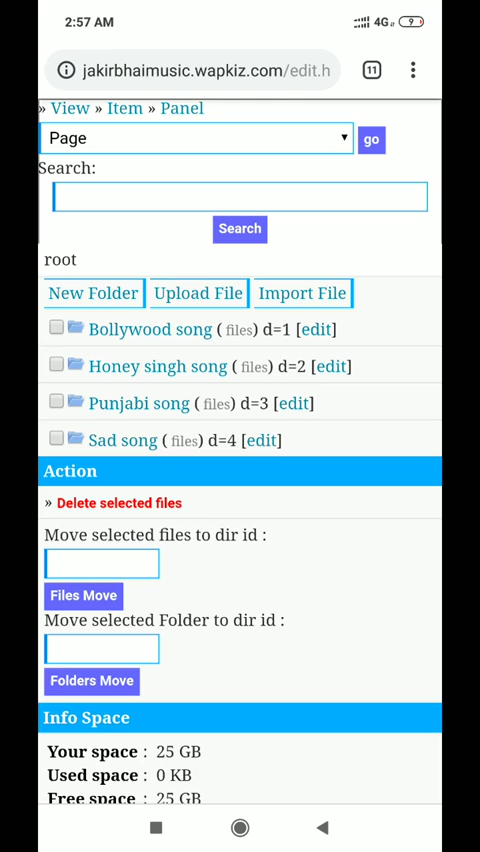 2:57 AM 4G 9
jakirbhaimusic.wapkiz.com/edit.h 11
» View » Item » Panel
Page go
Search:
Search
root
New Folder Upload File Import File
Bollywood song ( files) d=1 [edit]
Honey singh song ( files) d=2 [edit]
Punjabi song ( files) d=3 [edit]
Sad song ( files) d=4 [edit]
Action
» Delete selected files
Move selected files to dir id :
Files Move
Move selected Folder to dir id :
Folders Move
Info Space
Your space : 25 GB
Used space : 0 KB
Free space : 25 GB